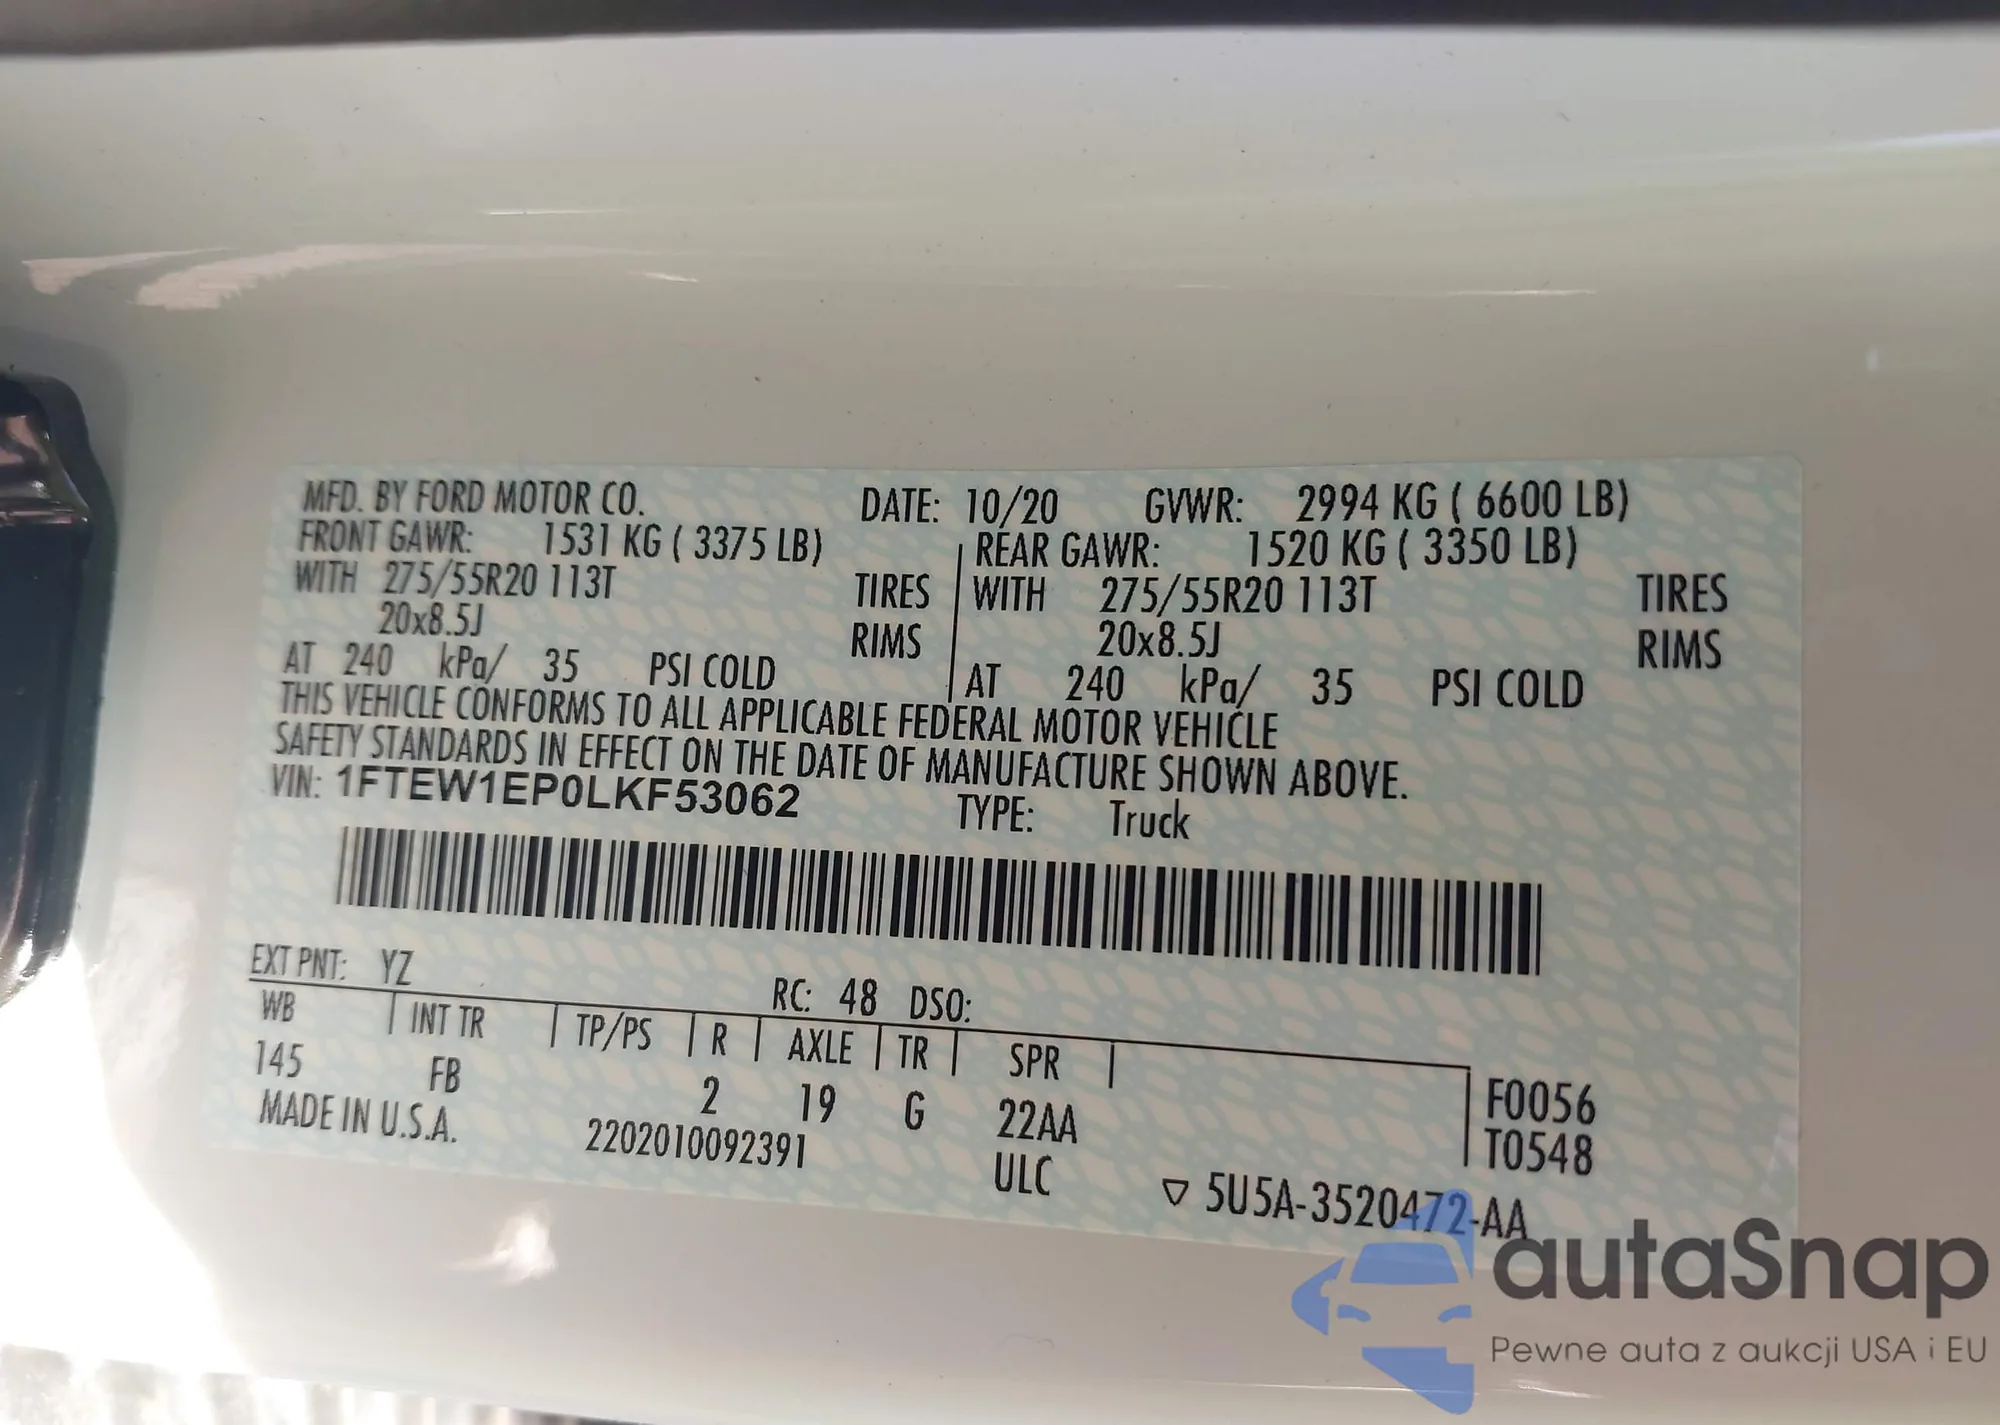 MFD. BY FORD MOTOR CO. DATE: 10/20 GVWR: 2994 KG ( 6600 LB)
FRONT GAWR: 1531 KG ( 3375 LB) REAR GAWR: 1520 KG ( 3350 LB)
WITH 275/55R20 113T TIRES WITH 275/55R20 113T TIRES
20x8.5J RIMS 20x8.5J RIMS
AT 240 kPa/ 35 PSI COLD AT 240 kPa/ 35 PSI COLD
THIS VEHICLE CONFORMS TO ALL APPLICABLE FEDERAL MOTOR VEHICLE
SAFETY STANDARDS IN EFFECT ON THE DATE OF MANUFACTURE SHOWN ABOVE.
VIN: 1FTEW1EP0LKF53062 TYPE: Truck
EXT PNT: YZ RC: 48 DSO:
WB INT TR TP/PS R AXLE TR SPR
145 FB 2 19 G 22AA F0056
MADE IN U.S.A. 2202010092391 ULC T0548
▽ 5U5A-3520472-AA
autaSnap
Pewne auta z aukcji USA i EU